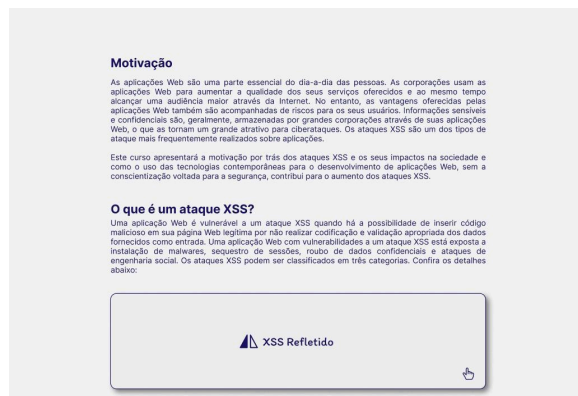 Motivação
As aplicações Web são uma parte essencial do dia-a-dia das pessoas. As corporações usam as
aplicações Web para aumentar a qualidade dos seus serviços oferecidos e ao mesmo tempo
alcançar uma audiência maior através da Internet. No entanto, as vantagens oferecidas pelas
aplicações Web também são acompanhadas de riscos para os seus usuários. Informações sensíveis
e confidenciais são, geralmente, armazenadas por grandes corporações através de suas aplicações
Web, o que as tornam um grande atrativo para ciberataques. Os ataques XSS são um dos tipos de
ataque mais frequentemente realizados sobre aplicações.
Este curso apresentará a motivação por trás dos ataques XSS e os seus impactos na sociedade e
como o uso das tecnologias contemporâneas para o desenvolvimento de aplicações Web, sem a
conscientização voltada para a segurança, contribui para o aumento dos ataques XSS.
O que é um ataque XSS?
Uma aplicação Web é vulnerável a um ataque XSS quando há a possibilidade de inserir código
malicioso em sua página Web legítima por não realizar codificação e validação apropriada dos dados
fornecidos como entrada. Uma aplicação Web com vulnerabilidades a um ataque XSS está exposta a
instalação de malwares, sequestro de sessões, roubo de dados confidenciais e ataques de
engenharia social. Os ataques XSS podem ser classificados em três categorias. Confira os detalhes
abaixo:
XSS Refletido